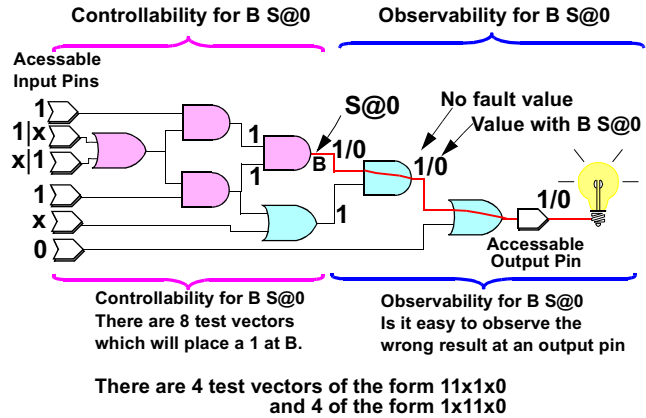 Controllability for B S@0
Observability for B S@0
Acessable
Input Pins
1
1|x
x|1
1
x
0
1
1
B
S@0
1/0
1
No fault value
Value with B S@0
1/0
1/0
Accessable
Output Pin
Controllability for B S@0
There are 8 test vectors
which will place a 1 at B.
Observability for B S@0
Is it easy to observe the
wrong result at an output pin
There are 4 test vectors of the form 11x1x0
and 4 of the form 1x11x0